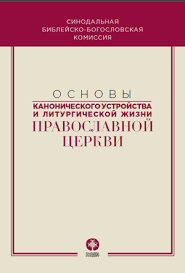 СИНОДАЛЬНАЯ
БИБЛЕЙСКО-БОГОСЛОВСКАЯ
КОМИССИЯ
ОСНОВЫ
КАНОНИЧЕСКОГО УСТРОЙСТВА
И ЛИТУРГИЧЕСКОЙ ЖИЗНИ
ПРАВОСЛАВНОЙ
ЦЕРКВИ